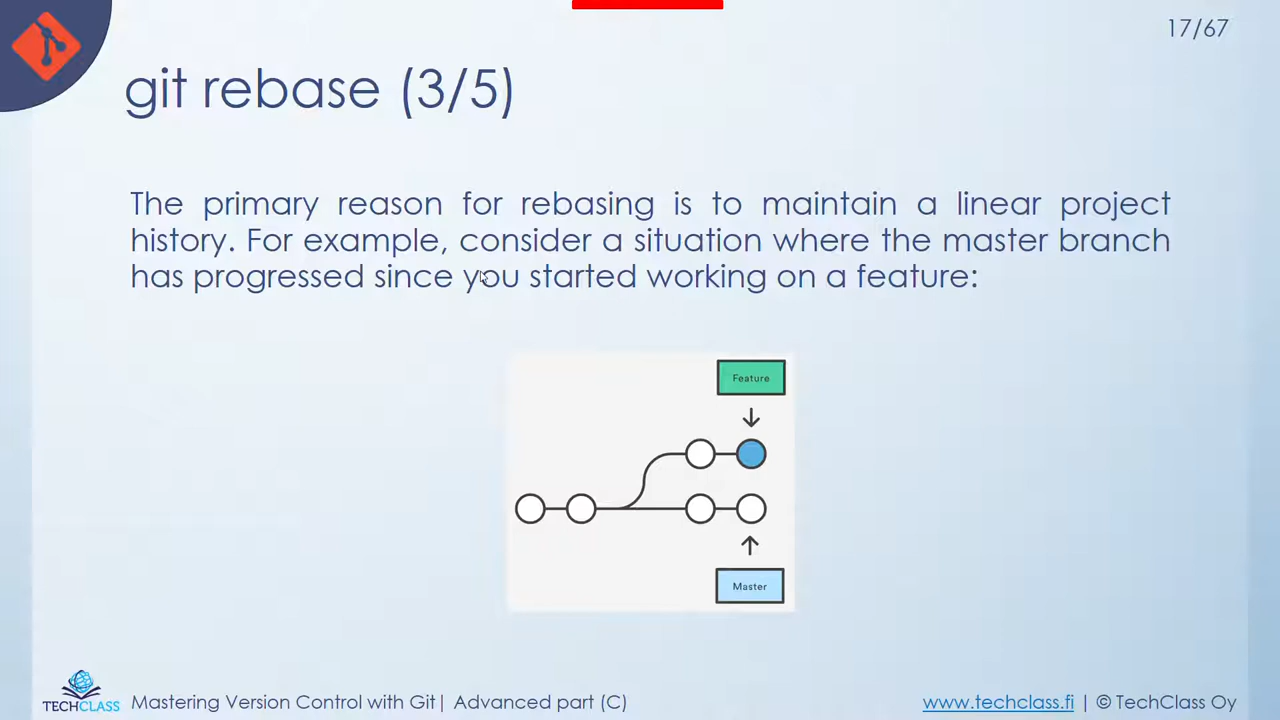 17/67
git rebase (3/5)
The primary reason for rebasing is to maintain a linear project
history. For example, consider a situation where the master branch
has progressed since you started working on a feature:
Feature
Master
TECHCLASS
Mastering Version Control with Git| Advanced part (C)
www.techclass.fi | © TechClass Oy